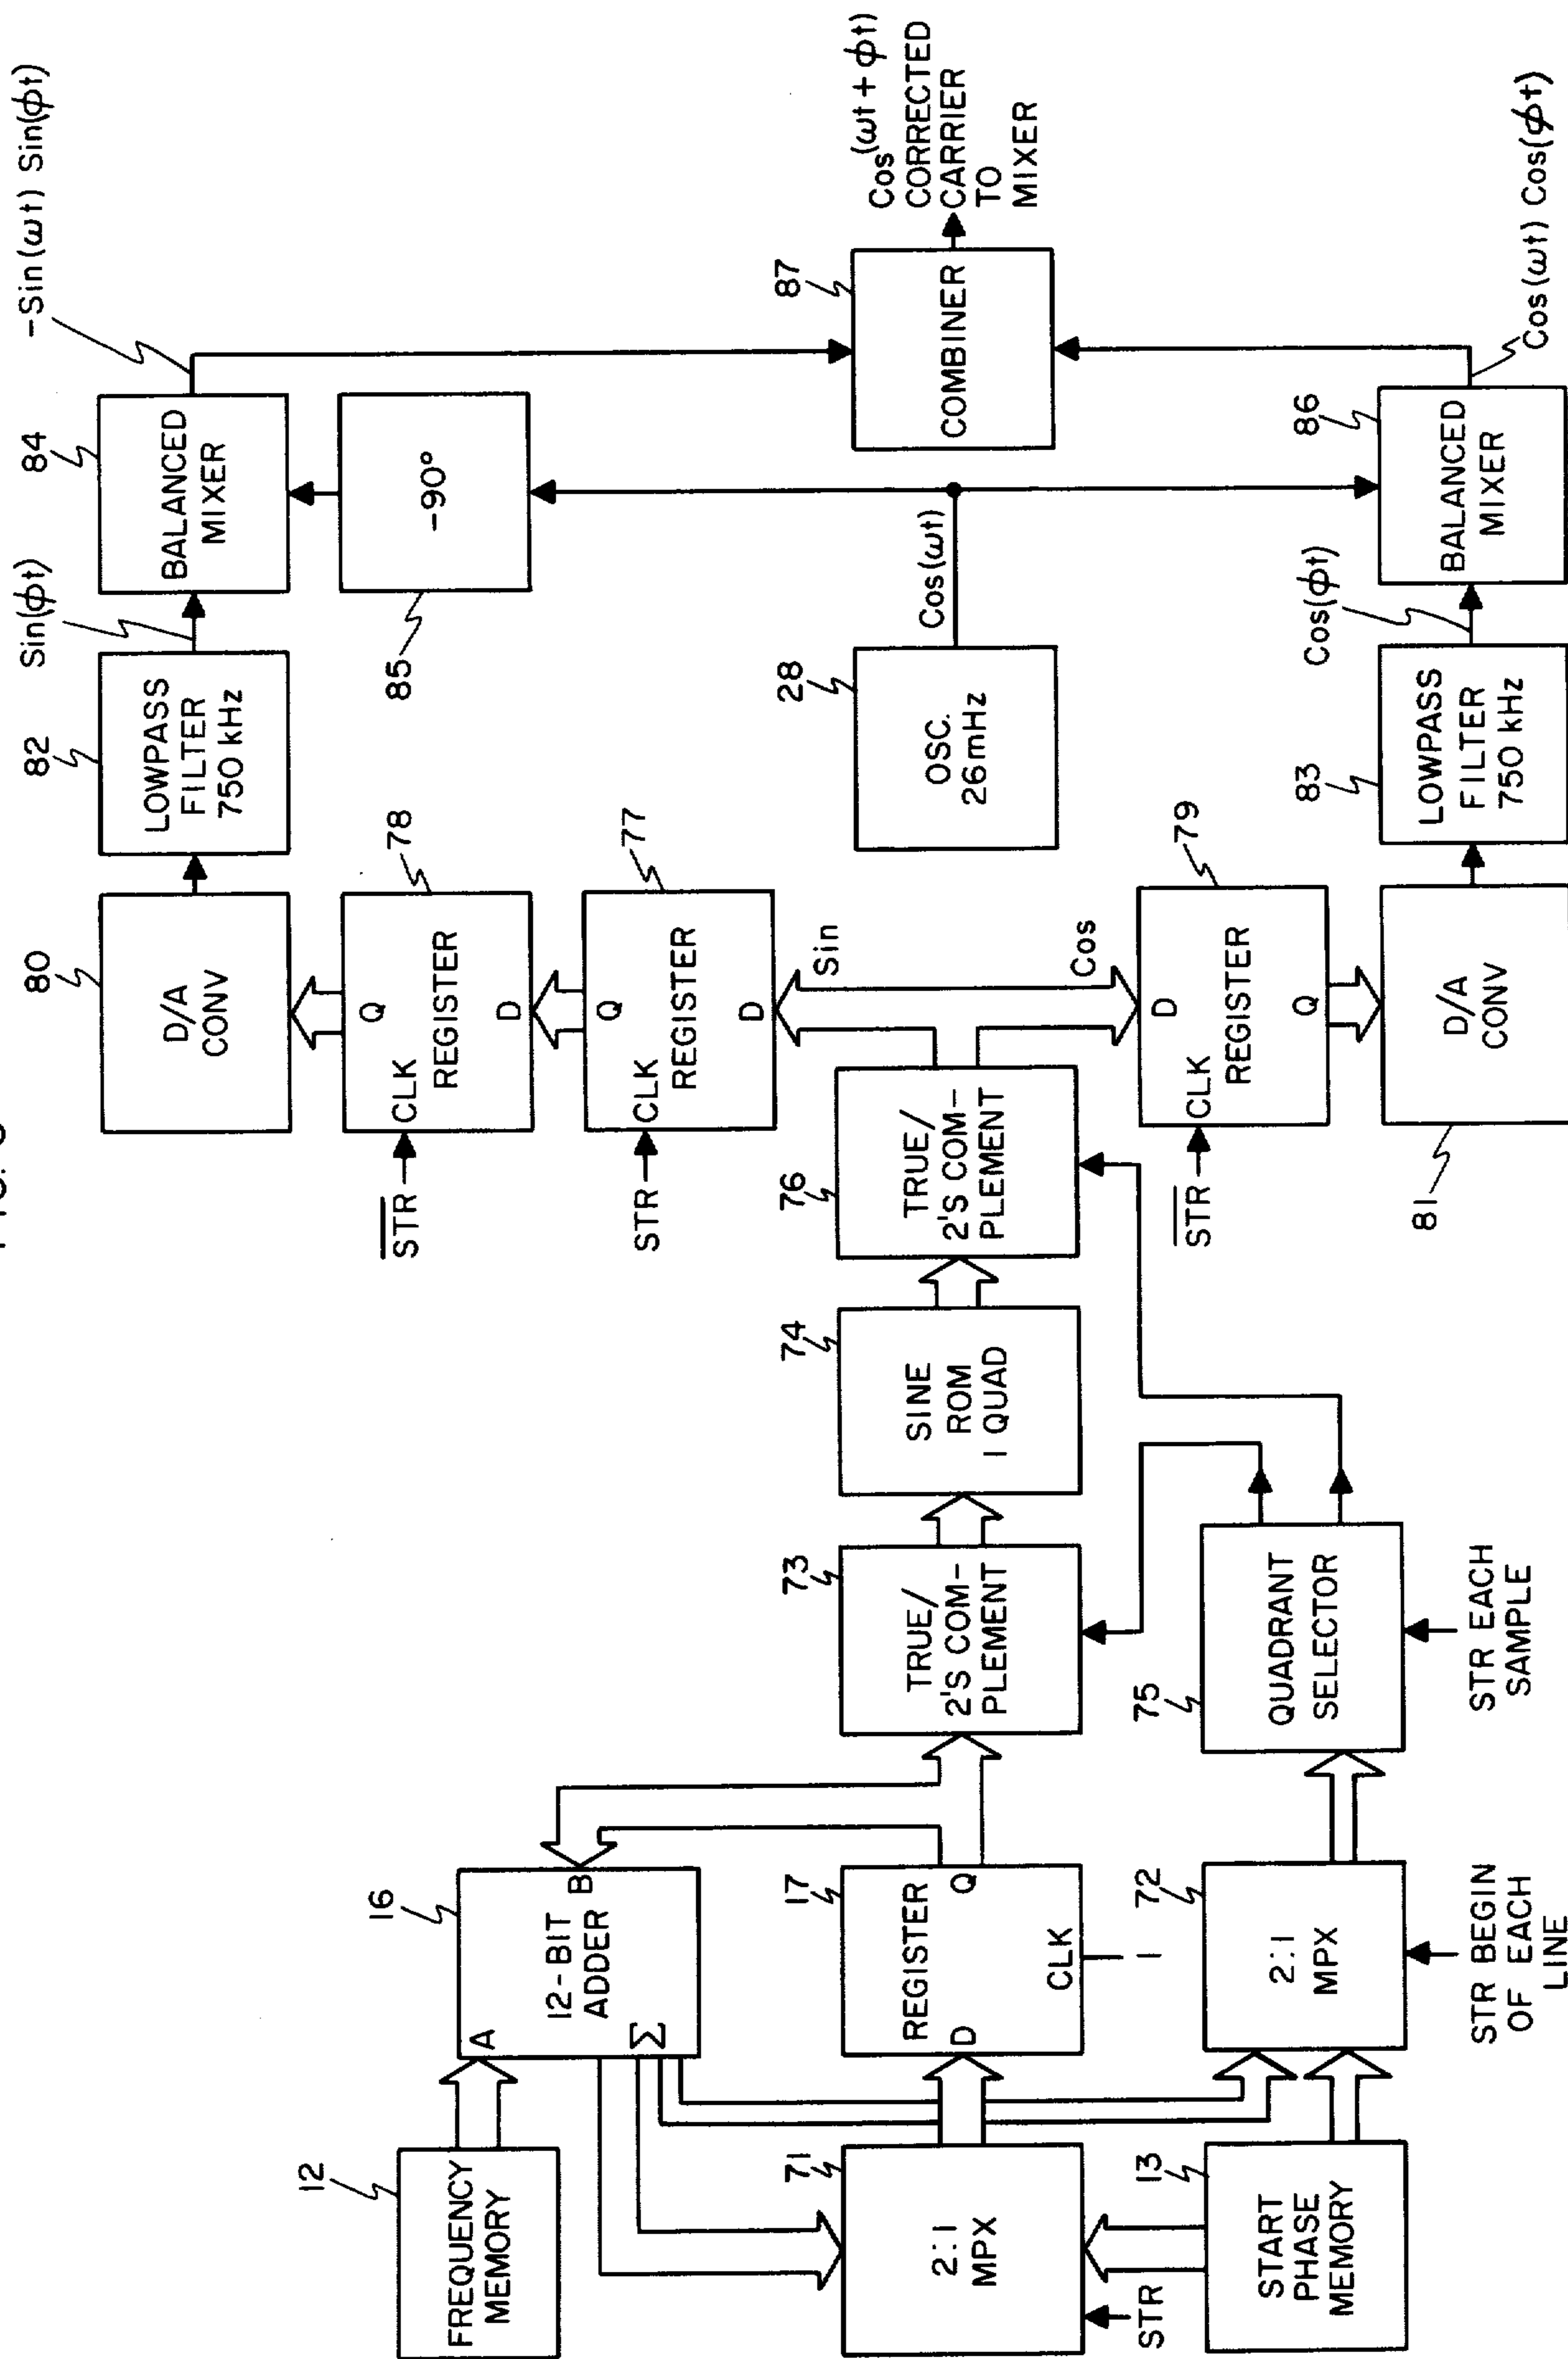 FREQUENCY
MEMORY
12
A
12-BIT
ADDER
B
Σ
16
2:1
MPX
71
STR
REGISTER
D
Q
CLK
1
17
START
PHASE
MEMORY
13
2:1
MPX
72
STR BEGIN
OF EACH
LINE
TRUE/
2'S COM-
PLEMENT
73
QUADRANT
SELECTOR
75
STR EACH
SAMPLE
SINE
ROM
1 QUAD
74
TRUE/
2'S COM-
PLEMENT
76
Sin
Cos
D/A
CONV
80
Q
CLK
REGISTER
D
78
STR
Q
CLK
REGISTER
D
77
STR
D
CLK
REGISTER
Q
79
STR
D/A
CONV
81
LOWPASS
FILTER
750 kHz
82
Sin(ϕt)
LOWPASS
FILTER
750 kHz
83
Cos(ϕt)
OSC.
26mHz
28
Cos(ωt)
BALANCED
MIXER
84
-90°
85
BALANCED
MIXER
86
-Sin(ωt) Sin(ϕt)
Cos(ωt) Cos(ϕt)
COMBINER
87
Cos(ωt + ϕt)
CORRECTED
CARRIER
TO
MIXER